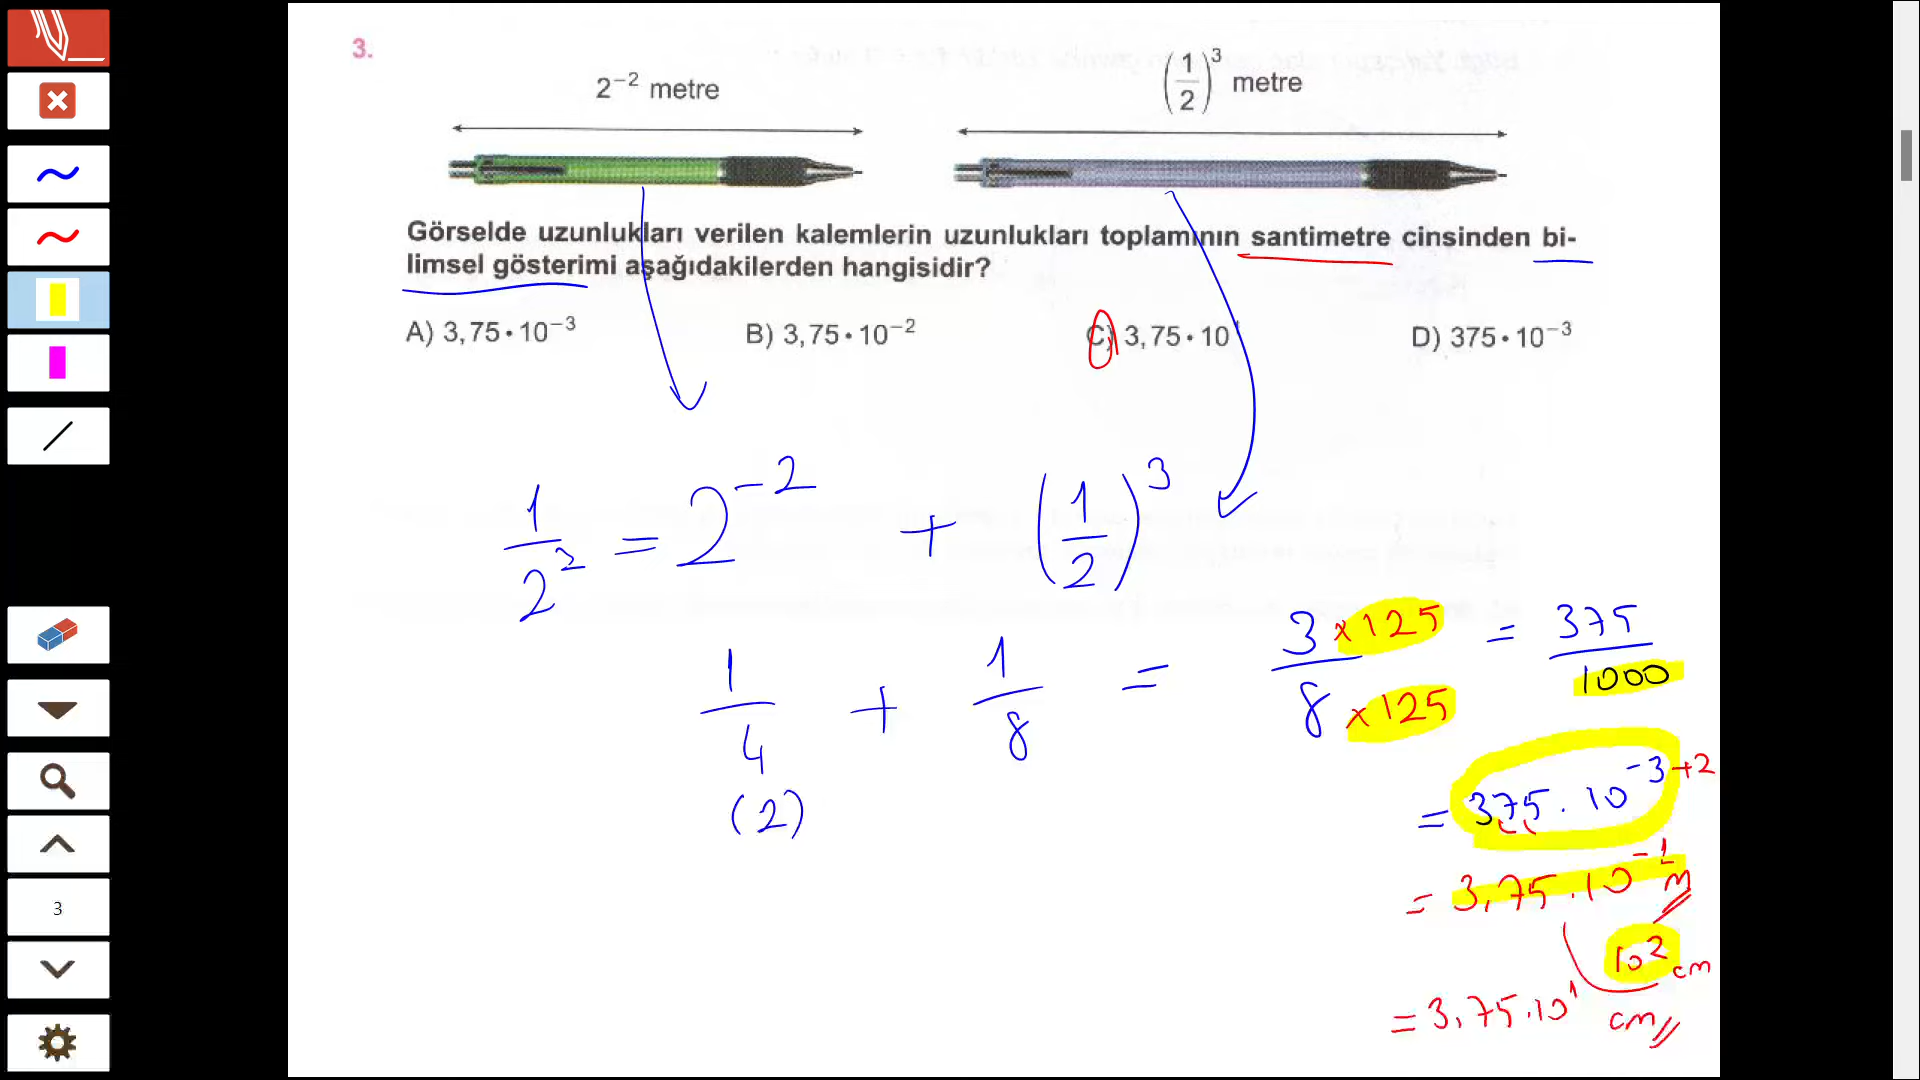 3.
2⁻² metre
(1/2)³ metre
Görselde uzunlukları verilen kalemlerin uzunlukları toplamının santimetre cinsinden bi-
limsel gösterimi aşağıdakilerden hangisidir?
A) 3,75•10⁻³ B) 3,75•10⁻² C) 3,75•10¹ D) 375•10⁻³
1/2² = 2⁻² + (1/2)³
1/4 + 1/8 = 3 x125 / 8 x125 = 375/1000
(2)
= 375.10⁻³⁺²
= 3,75.10⁻¹ m
10² cm
= 3,75.10¹ cm
3